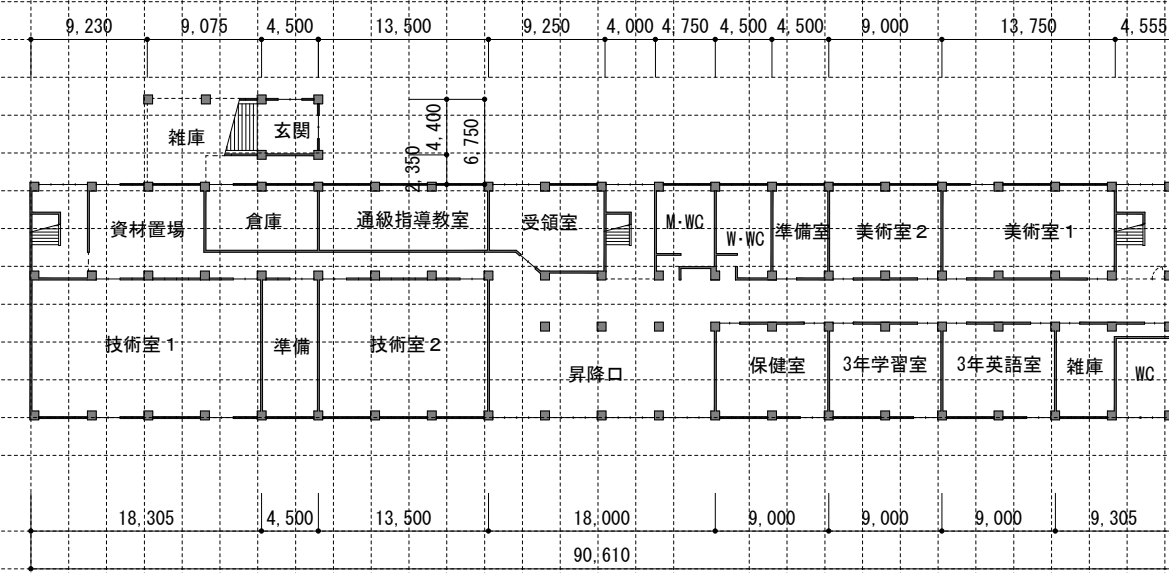 9,230 9,075 4,500 13,500 9,250 4,000 4,750 4,500 4,500 9,000 13,750 4,555
雑庫 玄関 2,350 4,400 6,750
資材置場 倉庫 通級指導教室 受領室 M·WC W·WC 準備室 美術室2 美術室1
技術室1 準備 技術室2 昇降口 保健室 3年学習室 3年英語室 雑庫 WC
18,305 4,500 13,500 18,000 9,000 9,000 9,000 9,305
90,610